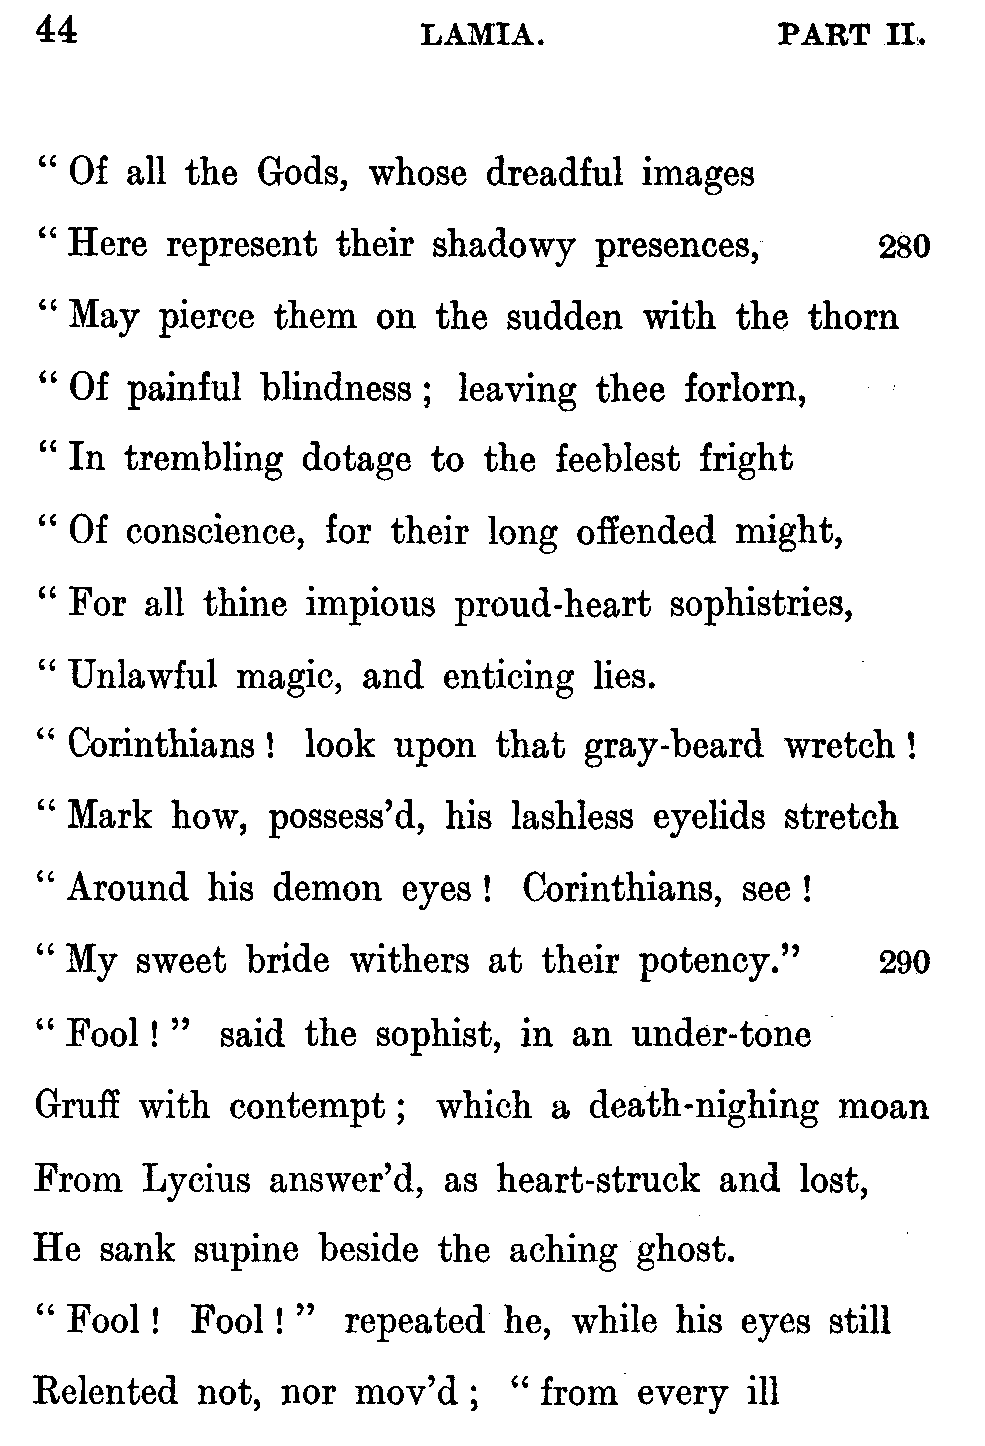 44 LAMIA. PART II.
“ Of all the Gods, whose dreadful images
“ Here represent their shadowy presences, 280
“ May pierce them on the sudden with the thorn
“ Of painful blindness ; leaving thee forlorn,
“ In trembling dotage to the feeblest fright
“ Of conscience, for their long offended might,
“ For all thine impious proud-heart sophistries,
“ Unlawful magic, and enticing lies.
“ Corinthians ! look upon that gray-beard wretch !
“ Mark how, possess’d, his lashless eyelids stretch
“ Around his demon eyes ! Corinthians, see !
“ My sweet bride withers at their potency.” 290
“ Fool ! ” said the sophist, in an under-tone
Gruff with contempt ; which a death-nighing moan
From Lycius answer’d, as heart-struck and lost,
He sank supine beside the aching ghost.
“ Fool ! Fool ! ” repeated he, while his eyes still
Relented not, nor mov’d ; “ from every ill